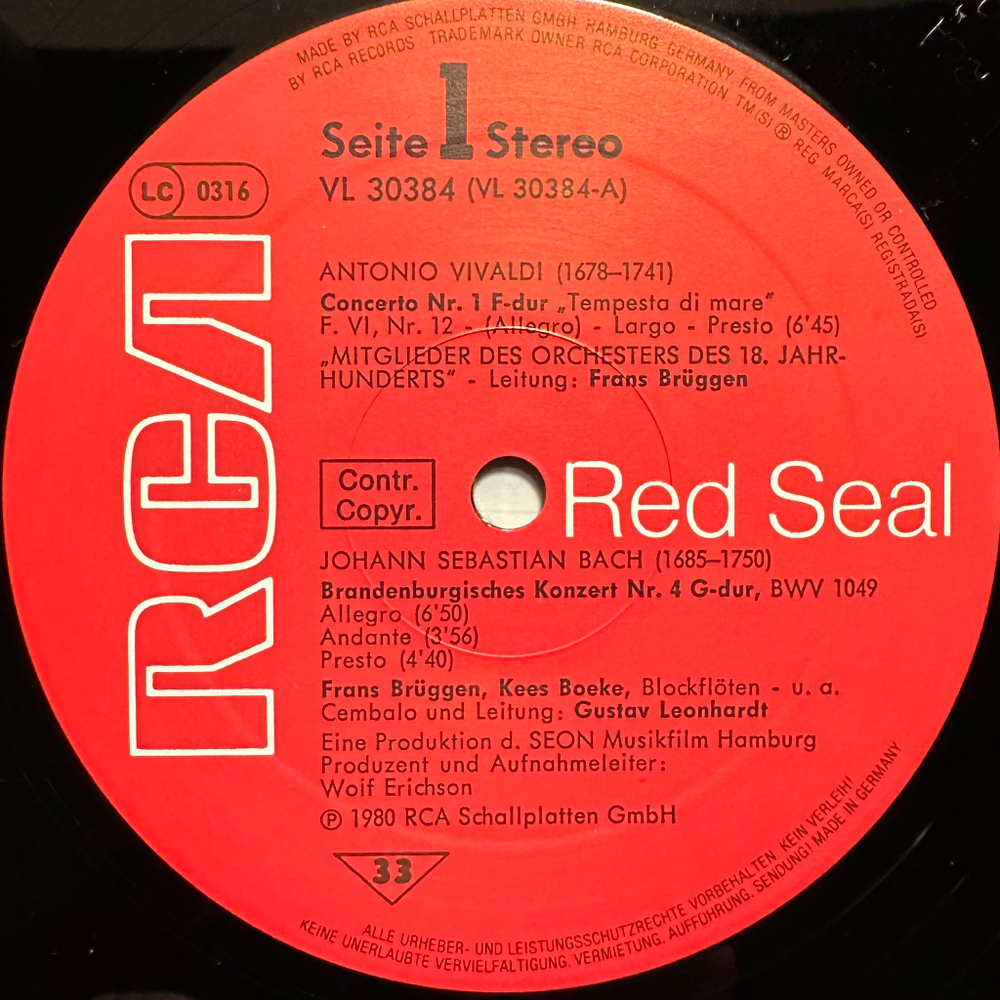 MADE BY RCA SCHALLPLATTEN GMBH HAMBURG GERMANY FROM MASTERS OWNED OR CONTROLLED
BY RCA RECORDS TRADEMARK OWNER RCA CORPORATION TM(S) ® REG MARCA(S) REGISTRADA(S)
Seite 1 Stereo
VL 30384 (VL 30384-A)
LC 0316
RCA
ANTONIO VIVALDI (1678–1741)
Concerto Nr. 1 F-dur „Tempesta di mare“
F. VI, Nr. 12 - (Allegro) - Largo - Presto (6'45)
„MITGLIEDER DES ORCHESTERS DES 18. JAHR-
HUNDERTS“ - Leitung: Frans Brüggen
Contr.
Copyr.
Red Seal
JOHANN SEBASTIAN BACH (1685–1750)
Brandenburgisches Konzert Nr. 4 G-dur, BWV 1049
Allegro (6'50)
Andante (3'56)
Presto (4'40)
Frans Brüggen, Kees Boeke, Blockflöten - u. a.
Cembalo und Leitung: Gustav Leonhardt
Eine Produktion d. SEON Musikfilm Hamburg
Produzent und Aufnahmeleiter:
Woif Erichson
℗ 1980 RCA Schallplatten GmbH
33
ALLE URHEBER- UND LEISTUNGSSCHUTZRECHTE VORBEHALTEN. KEIN VERLEIH!
KEINE UNERLAUBTE VERVIELFALTIGUNG. VERMIETUNG. AUFFUHRUNG. SENDUNG! MADE IN GERMANY